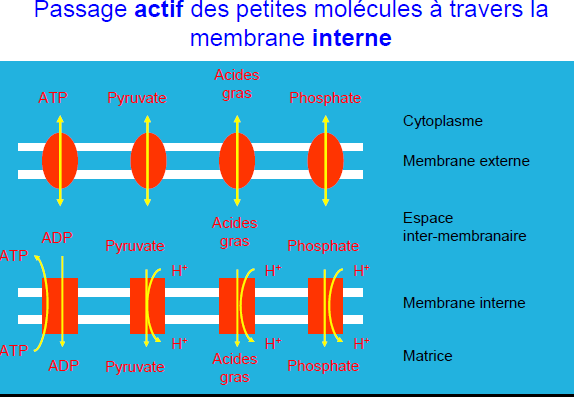 Passage actif des petites molécules à travers la
membrane interne
Acides
gras
ATP Pyruvate Phosphate
Cytoplasme
Membrane externe
Espace
inter-membranaire
ADP Pyruvate Acides
gras
Phosphate
ATP
H+ H+ H+
Membrane interne
H+ H+ H+
ATP
Matrice
ADP Pyruvate Acides
gras
Phosphate